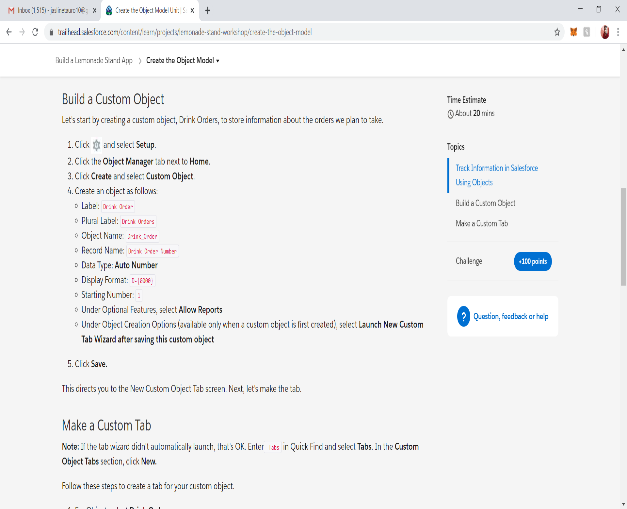 Create the Object Model Unit | S
trailhead.salesforce.com/content/learn/projects/lemonade-stand-workshop/create-the-object-model
Build a Lemonade Stand App > Create the Object Model
Build a Custom Object
Let's start by creating a custom object, Drink Orders, to store information about the orders we plan to take.
1. Click and select Setup.
2. Click the Object Manager tab next to Home.
3. Click Create and select Custom Object.
4. Create an object as follows:
Label: Drink Order
Plural Label: Drink Orders
Object Name: Drink_Order
Record Name: Drink Order Number
Data Type: Auto Number
Display Format: D-{0000}
Starting Number: 1
Under Optional Features, select Allow Reports
Under Object Creation Options (available only when a custom object is first created), select Launch New Custom
Tab Wizard after saving this custom object
5. Click Save.
This directs you to the New Custom Object Tab screen. Next, let's make the tab.
Make a Custom Tab
Note: If the tab wizard didn't automatically launch, that's OK. Enter Tabs in Quick Find and select Tabs. In the Custom
Object Tabs section, click New.
Follow these steps to create a tab for your custom object.
Time Estimate
About 20 mins
Topics
Track Information in Salesforce
Using Objects
Build a Custom Object
Make a Custom Tab
Challenge +100 points
? Question, feedback or help